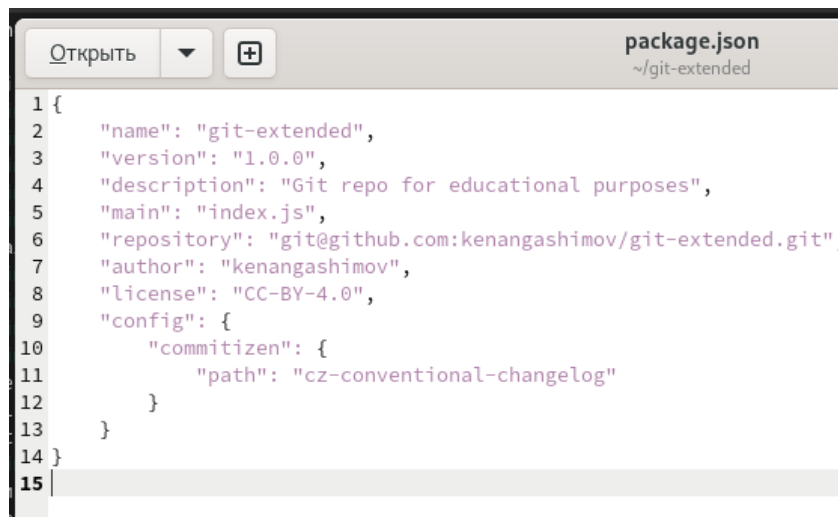 Открыть
package.json
~/git-extended
1 {
2     "name": "git-extended",
3     "version": "1.0.0",
4     "description": "Git repo for educational purposes",
5     "main": "index.js",
6     "repository": "git@github.com:kenangashimov/git-extended.git",
7     "author": "kenangashimov",
8     "license": "CC-BY-4.0",
9     "config": {
10         "commitizen": {
11             "path": "cz-conventional-changelog"
12         }
13     }
14 }
15